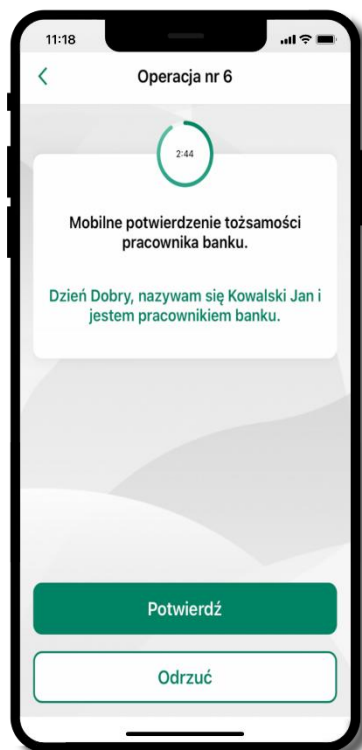 11:18
Operacja nr 6
2:44
Mobilne potwierdzenie tożsamości
pracownika banku.
Dzień Dobry, nazywam się Kowalski Jan i
jestem pracownikiem banku.
Potwierdź
Odrzuć